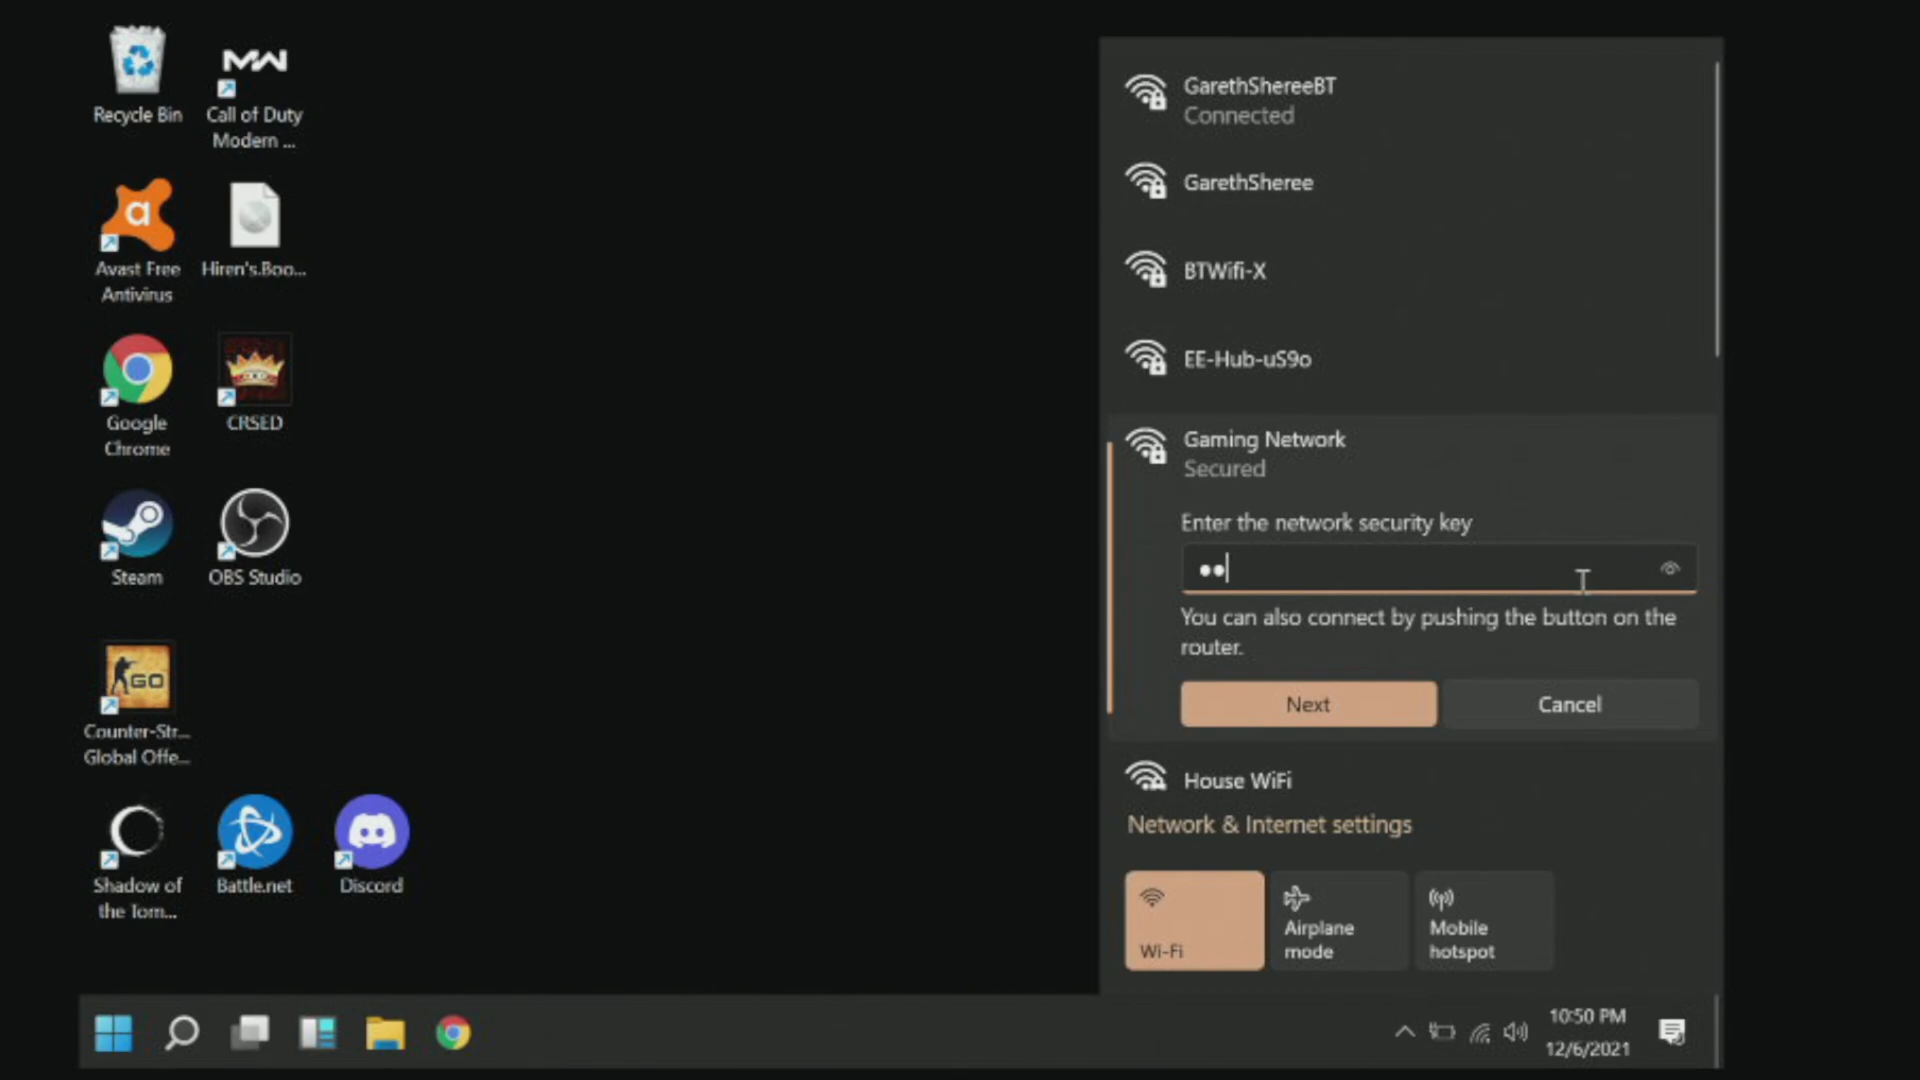 MW
Recycle Bin
Call of Duty
Modern ...
a
Avast Free
Antivirus
Hiren's.Boo...
Google
Chrome
CRSED
Steam
OBS Studio
GO
Counter-Str...
Global Offe...
Shadow of
the Tom...
Battle.net
Discord
GarethShereeBT
Connected
GarethSheree
BTWifi-X
EE-Hub-uS9o
Gaming Network
Secured
Enter the network security key
You can also connect by pushing the button on the
router.
Next
Cancel
House WiFi
Network & Internet settings
Wi-Fi
Airplane
mode
Mobile
hotspot
10:50 PM
12/6/2021